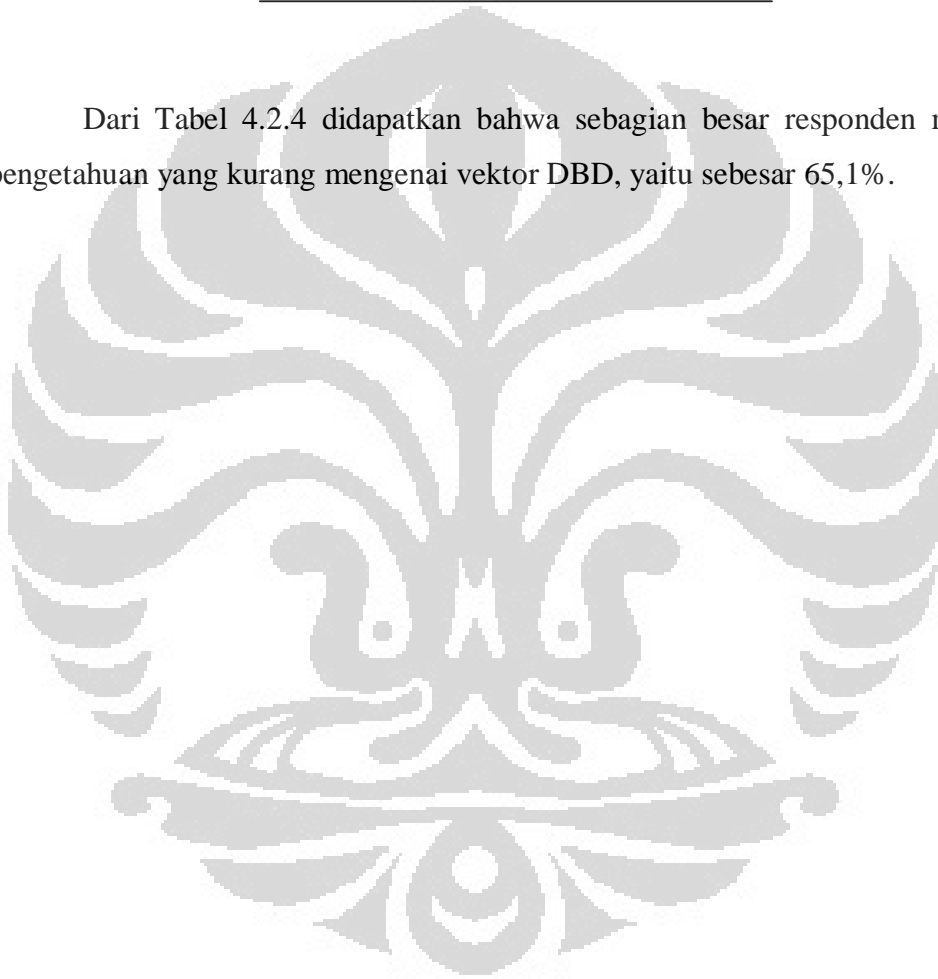 Dari Tabel 4.2.4 didapatkan bahwa sebagian besar responden
pengetahuan yang kurang mengenai vektor DBD, yaitu sebesar 65,1%.